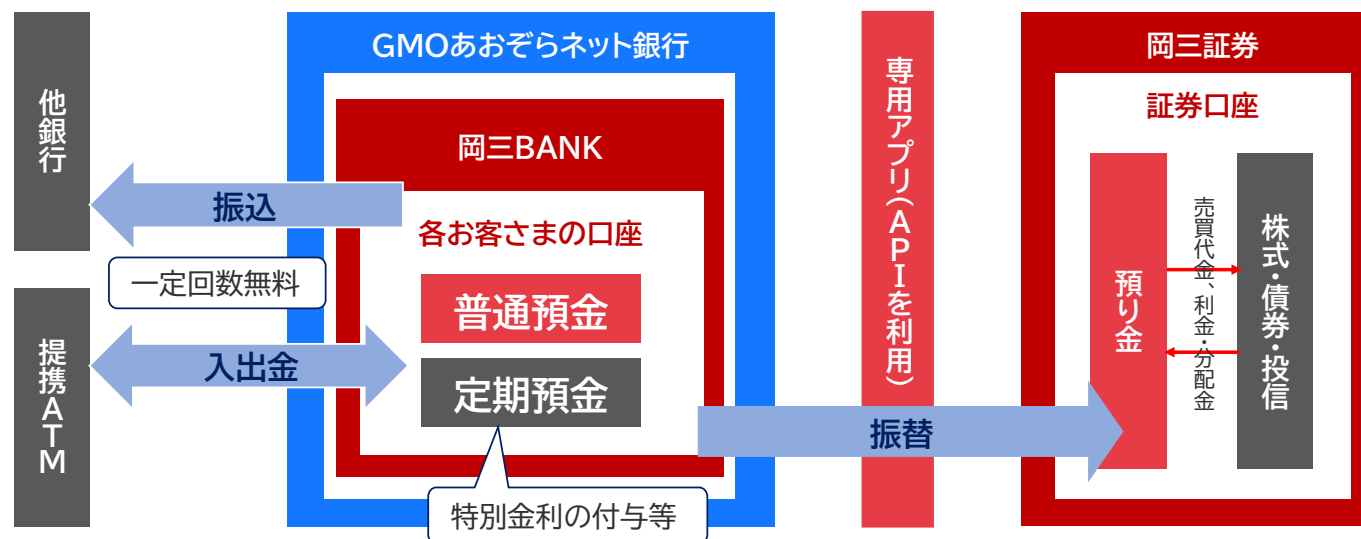 他銀行
提携ATM
振込
一定回数無料
入出金
GMOあおぞらネット銀行
岡三BANK
各お客さまの口座
普通預金
定期預金
特別金利の付与等
専用アプリ(APIを利用)
振替
岡三証券
証券口座
預り金
売買代金、利金・分配金
株式・債券・投信